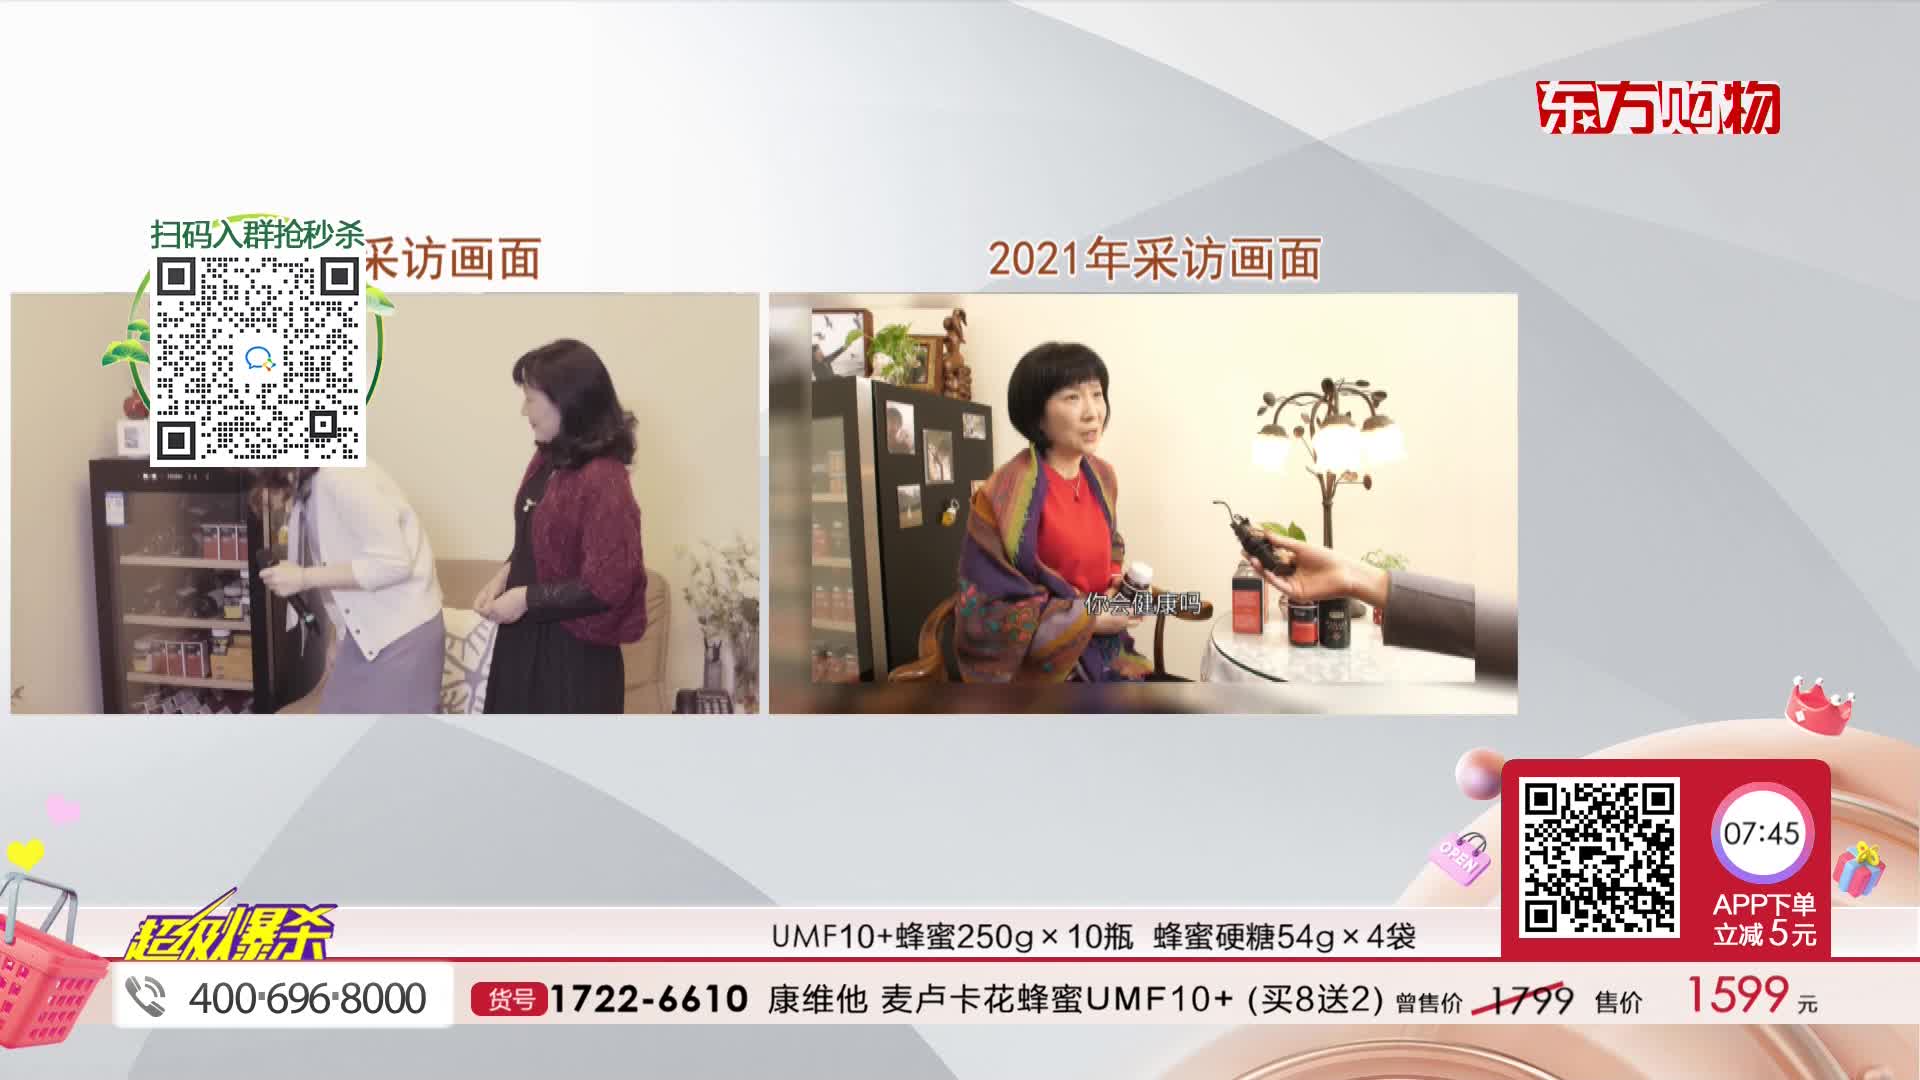 东方购物
扫码入群抢秒杀
采访画面
2021年采访画面
你会健康吗
OPEN
07:45
APP下单
立减5元
超级爆杀
UMF10+蜂蜜250g×10瓶 蜂蜜硬糖54g×4袋
400·696·8000
货号1722-6610 康维他 麦卢卡花蜂蜜UMF10+ (买8送2) 曾售价 1799 售价 1599 元